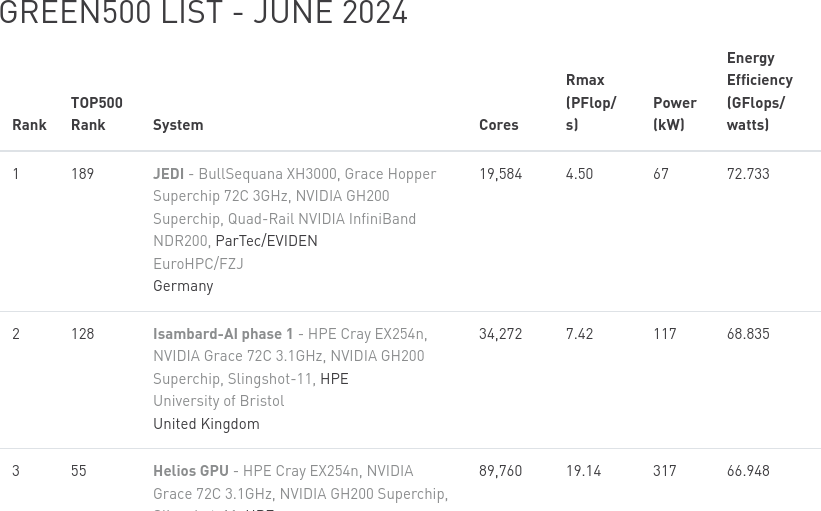 GREEN500 LIST - JUNE 2024
Rank TOP500 Rank System Cores Rmax (PFlop/s) Power (kW) Energy Efficiency (GFlops/watts)
1 189 JEDI - BullSequana XH3000, Grace Hopper 19,584 4.50 67 72.733
Superchip 72C 3GHz, NVIDIA GH200
Superchip, Quad-Rail NVIDIA InfiniBand
NDR200, ParTec/EVIDEN
EuroHPC/FZJ
Germany
2 128 Isambard-AI phase 1 - HPE Cray EX254n, 34,272 7.42 117 68.835
NVIDIA Grace 72C 3.1GHz, NVIDIA GH200
Superchip, Slingshot-11, HPE
University of Bristol
United Kingdom
3 55 Helios GPU - HPE Cray EX254n, NVIDIA 89,760 19.14 317 66.948
Grace 72C 3.1GHz, NVIDIA GH200 Superchip,